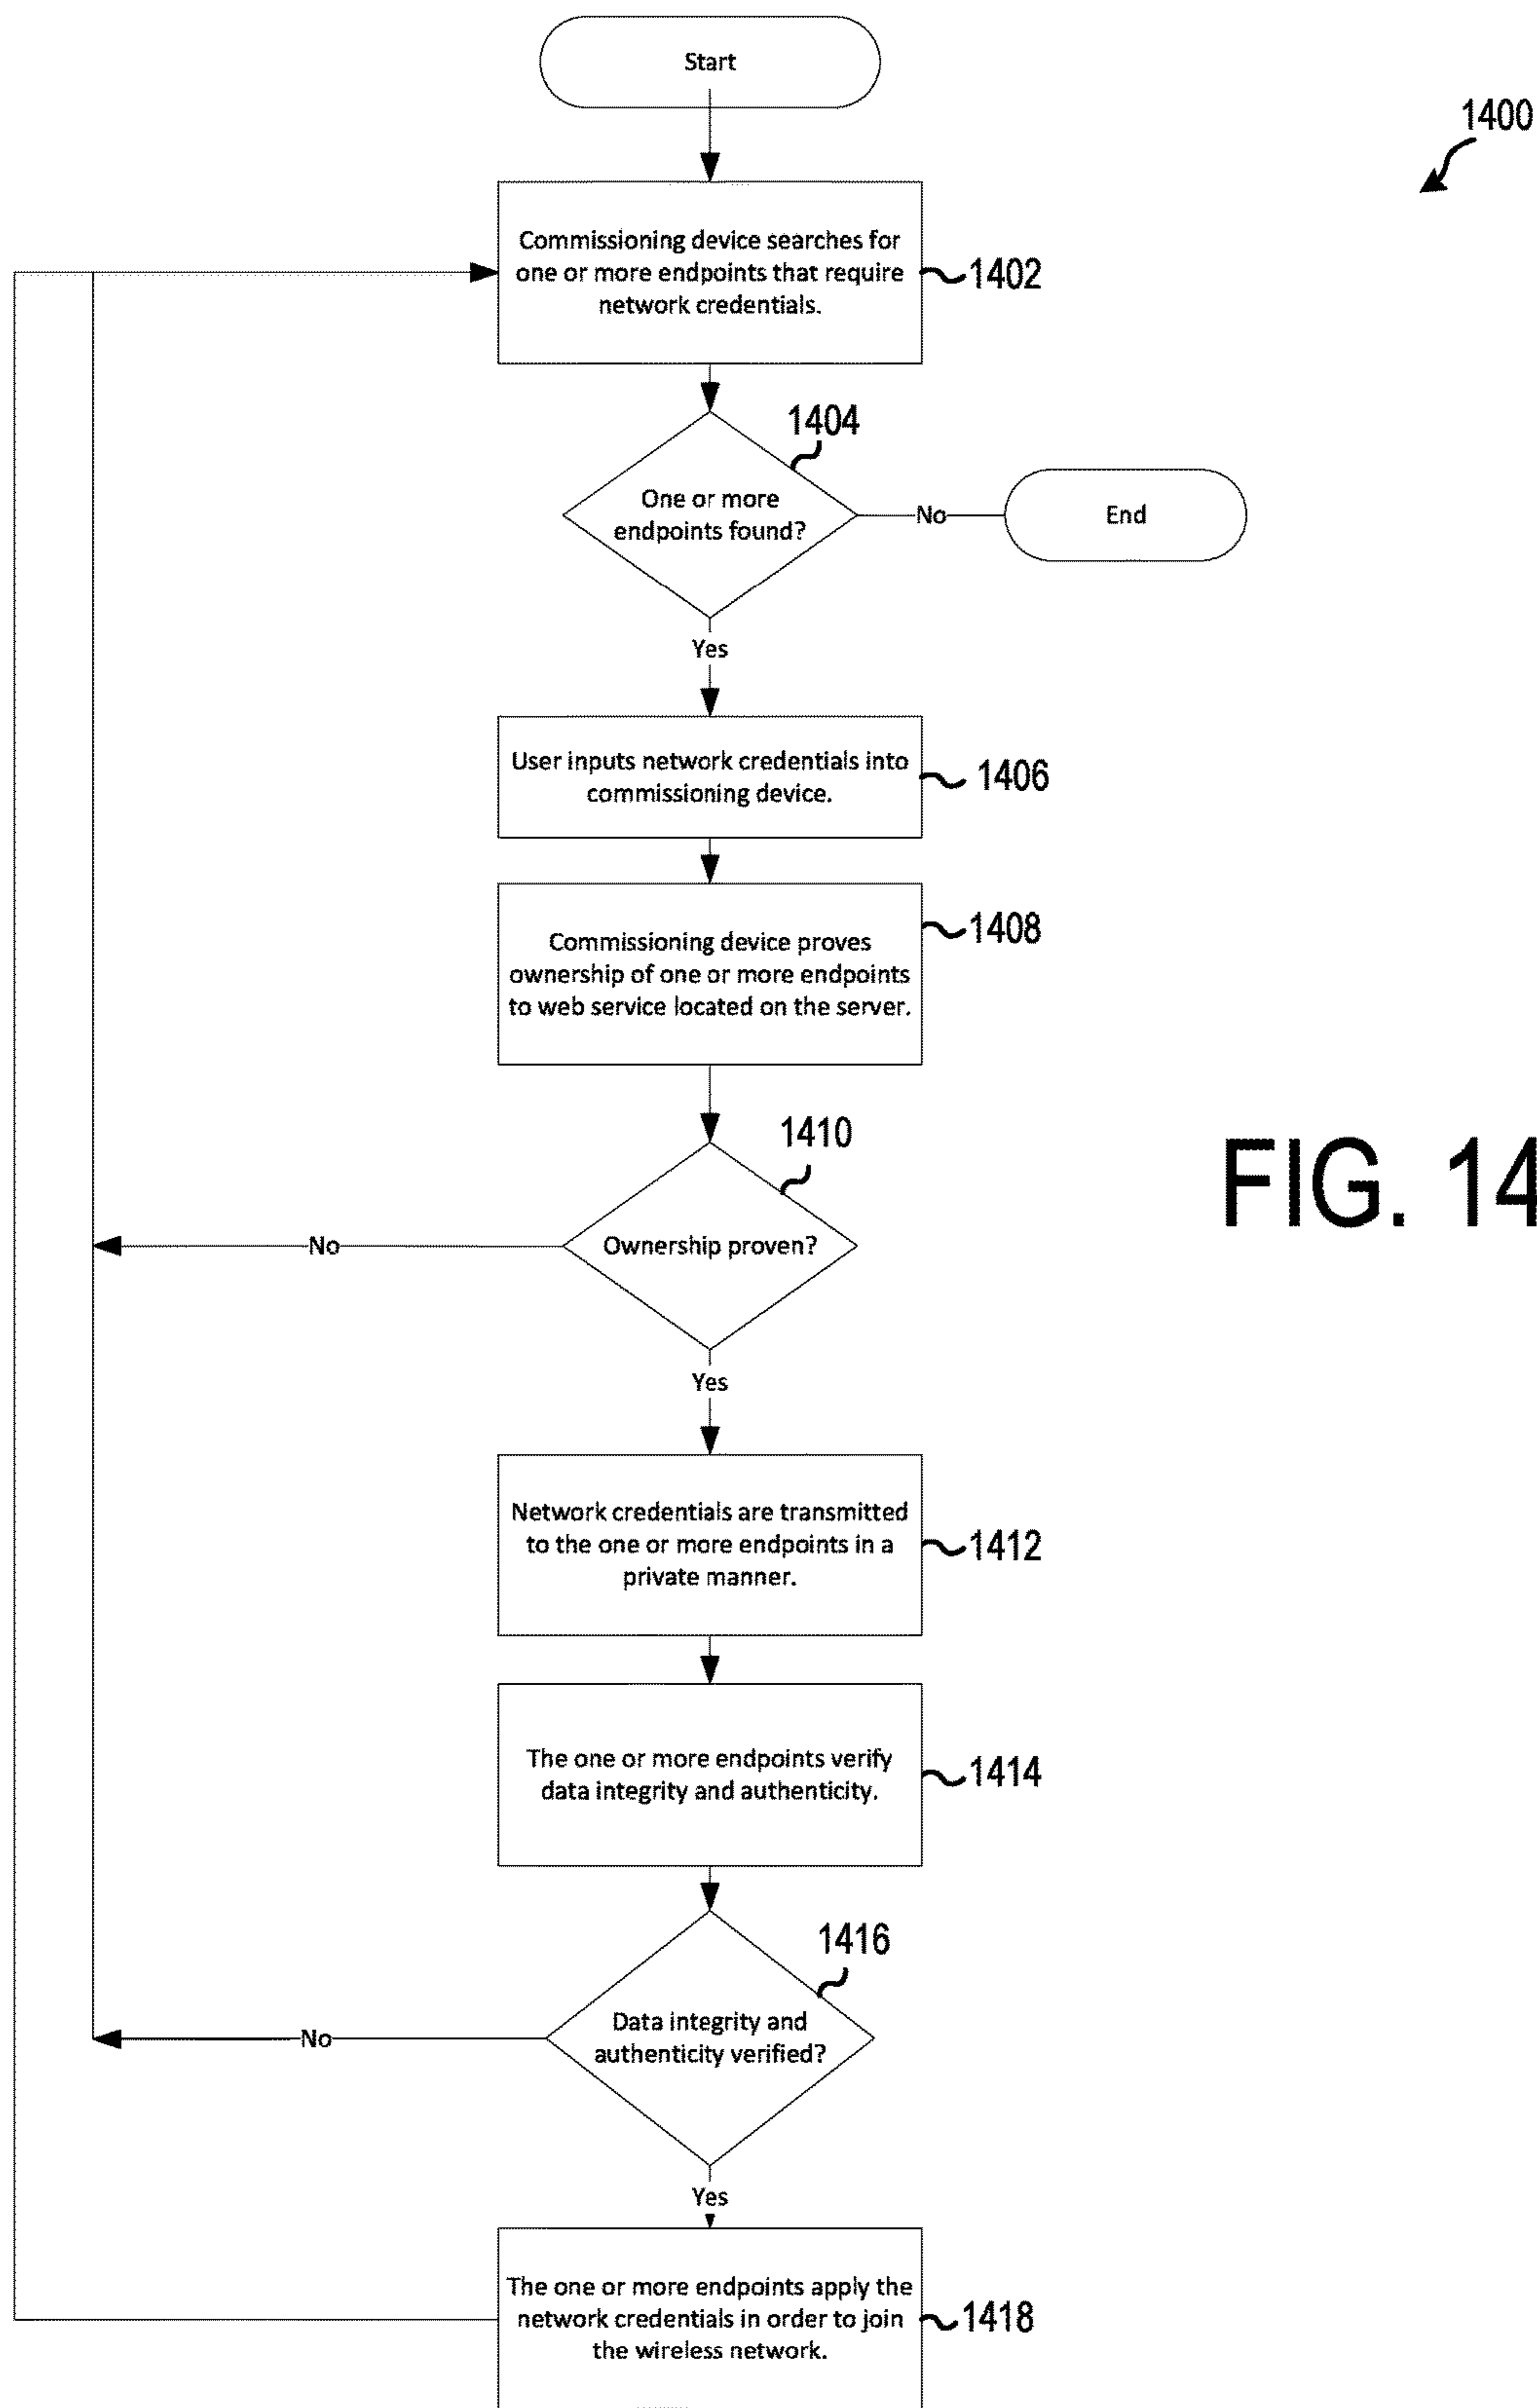 Start
1400
Commissioning device searches for
one or more endpoints that require
network credentials.
1402
1404
One or more
endpoints found?
No
End
Yes
User inputs network credentials into
commissioning device.
1406
Commissioning device proves
ownership of one or more endpoints
to web service located on the server.
1408
1410
Ownership proven?
No
FIG. 14
Yes
Network credentials are transmitted
to the one or more endpoints in a
private manner.
1412
The one or more endpoints verify
data integrity and authenticity.
1414
1416
Data integrity and
authenticity verified?
No
Yes
The one or more endpoints apply the
network credentials in order to join
the wireless network.
1418